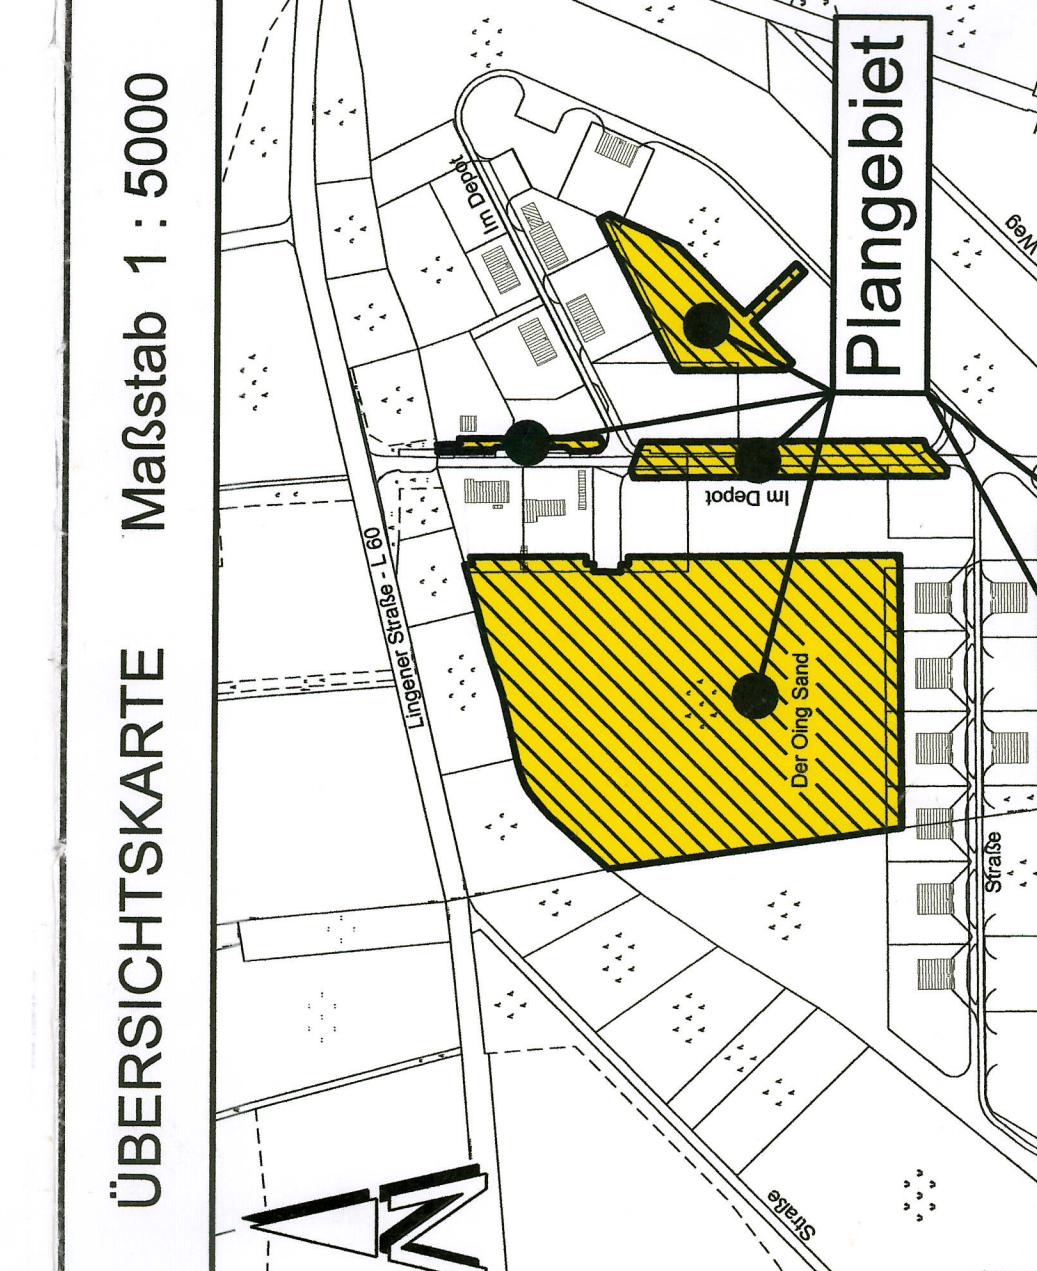 ÜBERSICHTSKARTE Maßstab 1 : 5000
Plangebiet
Im Depot
Weg
Im Depot
Lingener Straße - L 60
Der Oing Sand
Straße
Straße
N